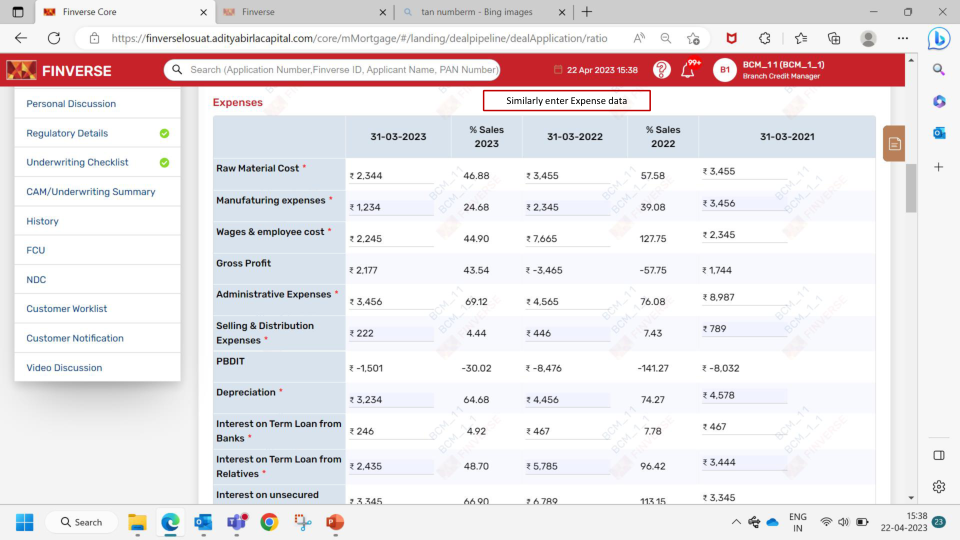 Finverse Core
Finverse
tan numberm - Bing images
https://finverselosuat.adityabirlacapital.com/core/mMortgage/#/landing/dealpipeline/dealApplication/ratio
FINVERSE
Search (Application Number,Finverse ID, Applicant Name, PAN Number)
22 Apr 2023 15:38
99+
B1
BCM_1 1 (BCM_1_1)
Branch Credit Manager
Personal Discussion
Regulatory Details
Underwriting Checklist
CAM/Underwriting Summary
History
FCU
NDC
Customer Worklist
Customer Notification
Video Discussion
Expenses
Similarly enter Expense data
31-03-2023 % Sales 2023 31-03-2022 % Sales 2022 31-03-2021
Raw Material Cost * ₹ 2,344 46.88 ₹ 3,455 57.58 ₹ 3,455
Manufaturing expenses * ₹ 1,234 24.68 ₹ 2,345 39.08 ₹ 3,456
Wages & employee cost * ₹ 2,245 44.90 ₹ 7,665 127.75 ₹ 2,345
Gross Profit ₹ 2,177 43.54 ₹ -3,465 -57.75 ₹ 1,744
Administrative Expenses * ₹ 3,456 69.12 ₹ 4,565 76.08 ₹ 8,987
Selling & Distribution Expenses * ₹ 222 4.44 ₹ 446 7.43 ₹ 789
PBDIT ₹ -1,501 -30.02 ₹ -8,476 -141.27 ₹ -8,032
Depreciation * ₹ 3,234 64.68 ₹ 4,456 74.27 ₹ 4,578
Interest on Term Loan from Banks * ₹ 246 4.92 ₹ 467 7.78 ₹ 467
Interest on Term Loan from Relatives * ₹ 2,435 48.70 ₹ 5,785 96.42 ₹ 3,444
Interest on unsecured ₹ 3,345 66.90 ₹ 6,789 113.15 ₹ 3,345
Search
ENG
IN
15:38
22-04-2023
23